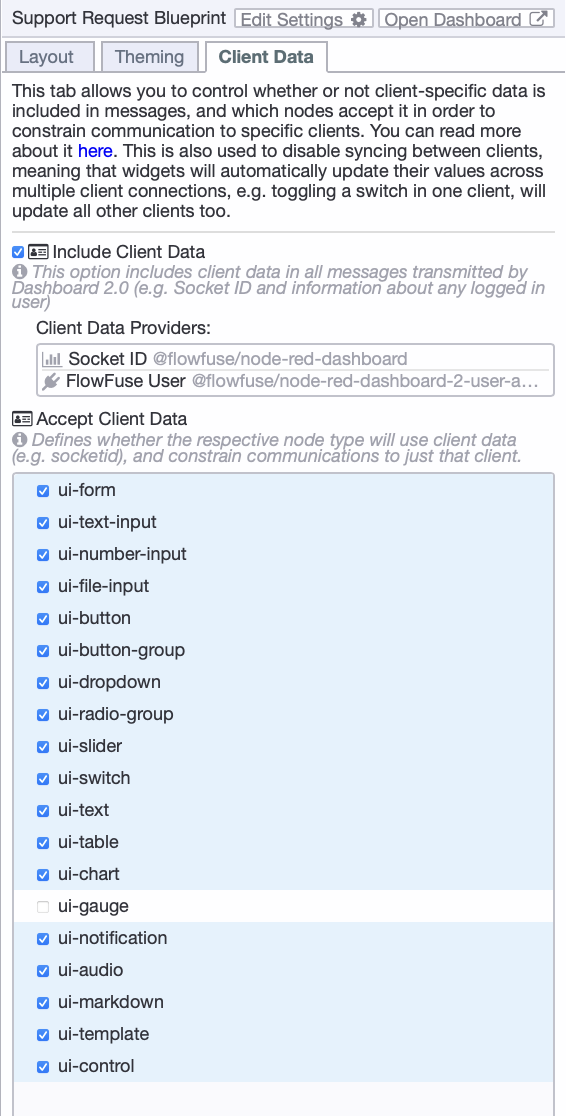 Support Request Blueprint Edit Settings Open Dashboard
Layout Theming Client Data
This tab allows you to control whether or not client-specific data is
included in messages, and which nodes accept it in order to
constrain communication to specific clients. You can read more
about it here. This is also used to disable syncing between clients,
meaning that widgets will automatically update their values across
multiple client connections, e.g. toggling a switch in one client, will
update all other clients too.
Include Client Data
This option includes client data in all messages transmitted by
Dashboard 2.0 (e.g. Socket ID and information about any logged in
user)
Client Data Providers:
Socket ID @flowfuse/node-red-dashboard
FlowFuse User @flowfuse/node-red-dashboard-2-user-a...
Accept Client Data
Defines whether the respective node type will use client data
(e.g. socketid), and constrain communications to just that client.
ui-form
ui-text-input
ui-number-input
ui-file-input
ui-button
ui-button-group
ui-dropdown
ui-radio-group
ui-slider
ui-switch
ui-text
ui-table
ui-chart
ui-gauge
ui-notification
ui-audio
ui-markdown
ui-template
ui-control